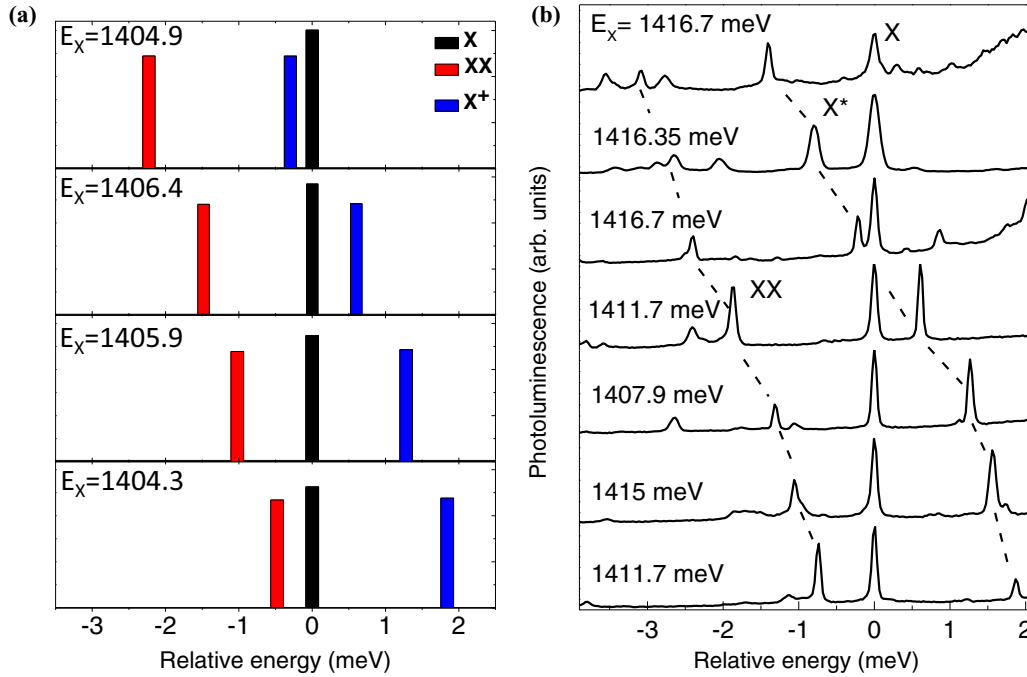 (a)
E_X=1404.9
X
XX
X⁺
E_X=1406.4
E_X=1405.9
E_X=1404.3
-3 -2 -1 0 1 2
Relative energy (meV)
(b)
Photoluminescence (arb. units)
E_X= 1416.7 meV
X
X*
1416.35 meV
1416.7 meV
XX
1411.7 meV
1407.9 meV
1415 meV
1411.7 meV
-3 -2 -1 0 1 2
Relative energy (meV)